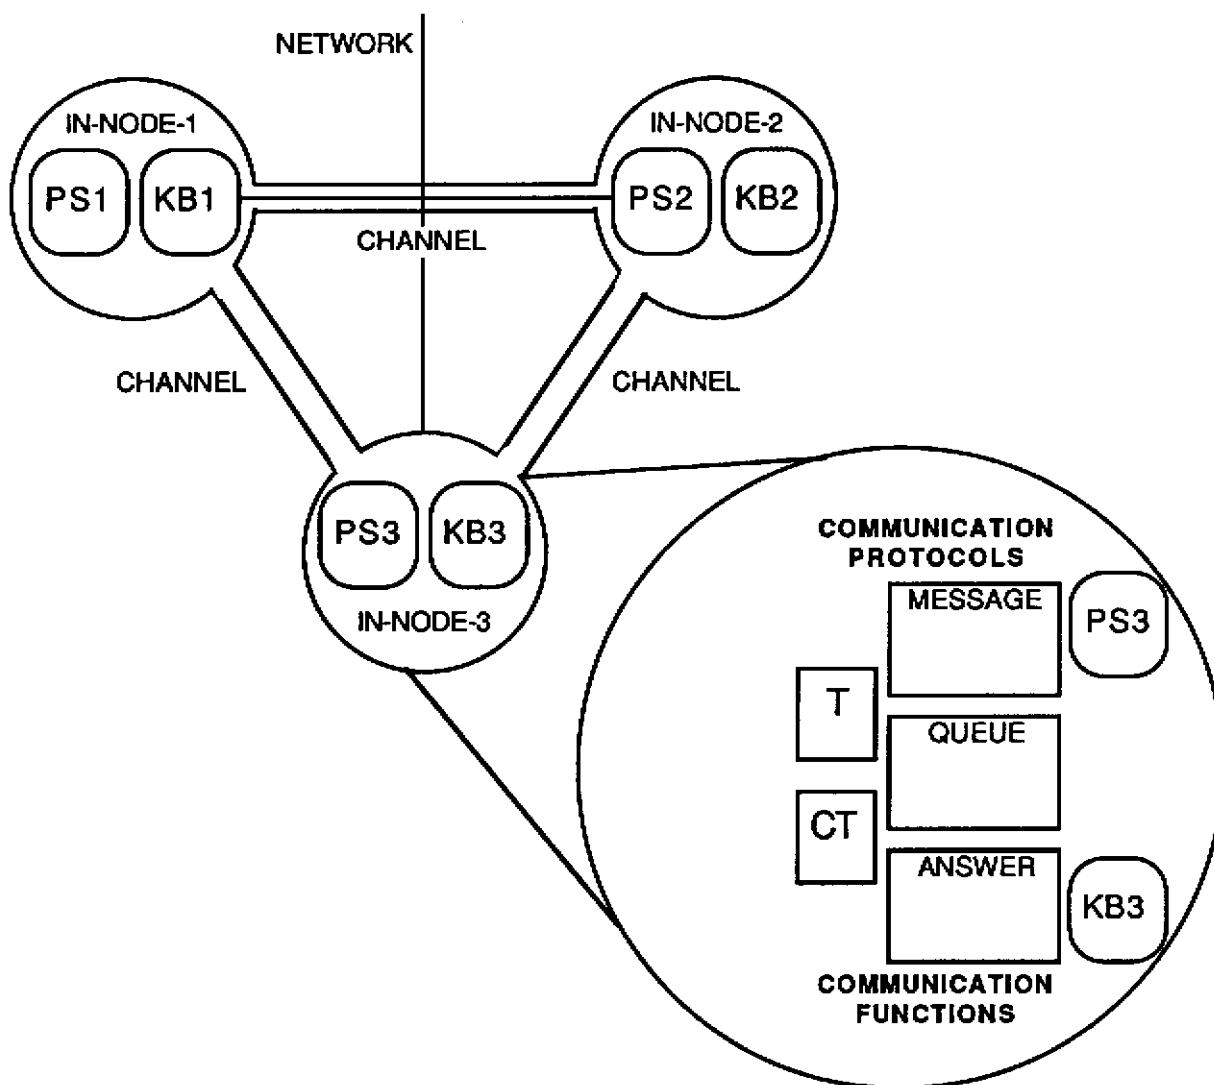 NETWORK
IN-NODE-1
IN-NODE-2
PS1
KB1
PS2
KB2
CHANNEL
CHANNEL
CHANNEL
PS3
KB3
IN-NODE-3
COMMUNICATION
PROTOCOLS
MESSAGE
PS3
T
QUEUE
CT
ANSWER
KB3
COMMUNICATION
FUNCTIONS